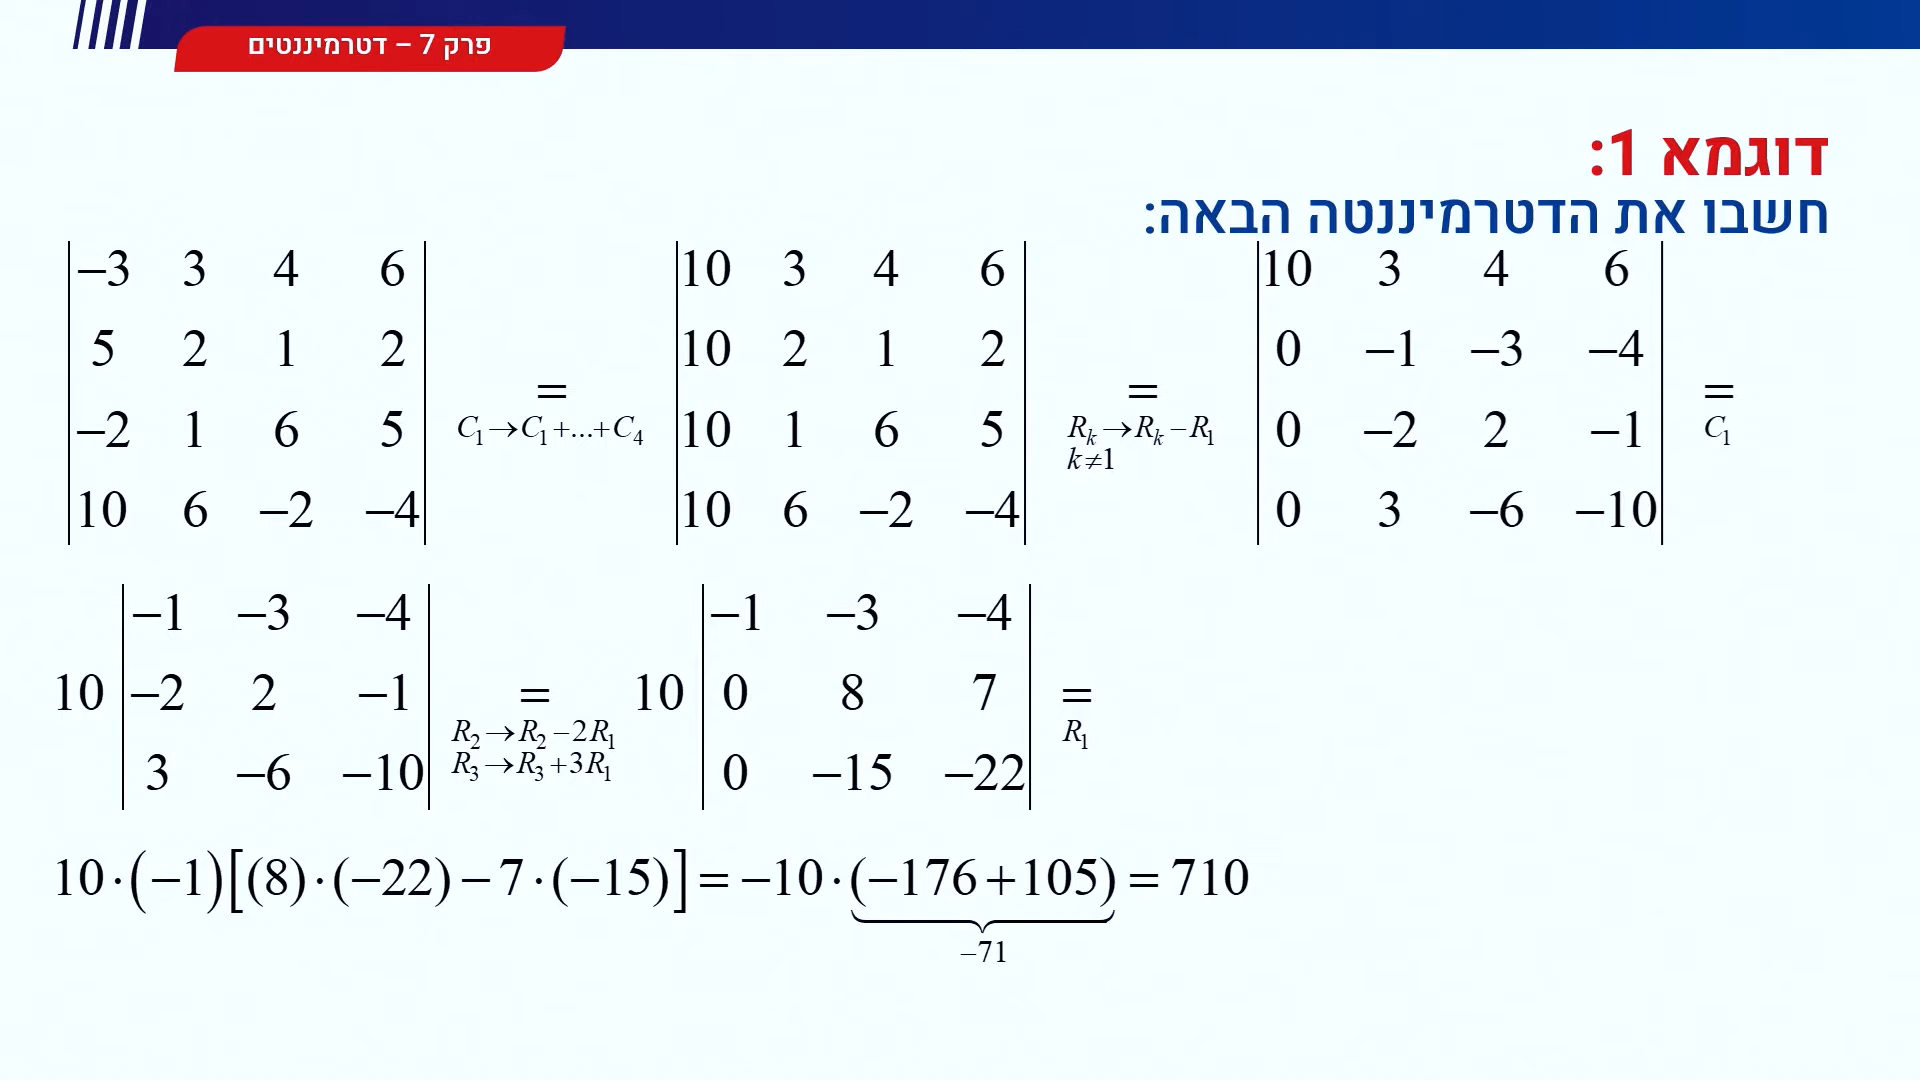 פרק 7 – דטרמיננטים
דוגמא 1:
חשבו את הדטרמיננטה הבאה:
|−3 3 4 6| |10 3 4 6| |10 3 4 6|
|5 2 1 2| |10 2 1 2| |0 −1 −3 −4|
= = =
|−2 1 6 5| C₁→C₁+...+C₄ |10 1 6 5| Rₖ→Rₖ−R₁ |0 −2 2 −1| C₁
k≠1
|10 6 −2 −4| |10 6 −2 −4| |0 3 −6 −10|
|−1 −3 −4| |−1 −3 −4|
10 |−2 2 −1| = 10 |0 8 7| =
R₂→R₂−2R₁ R₁
R₃→R₃+3R₁
|3 −6 −10| |0 −15 −22|
10·(−1)[(8)·(−22)−7·(−15)]=−10·(−176+105)=710
−71